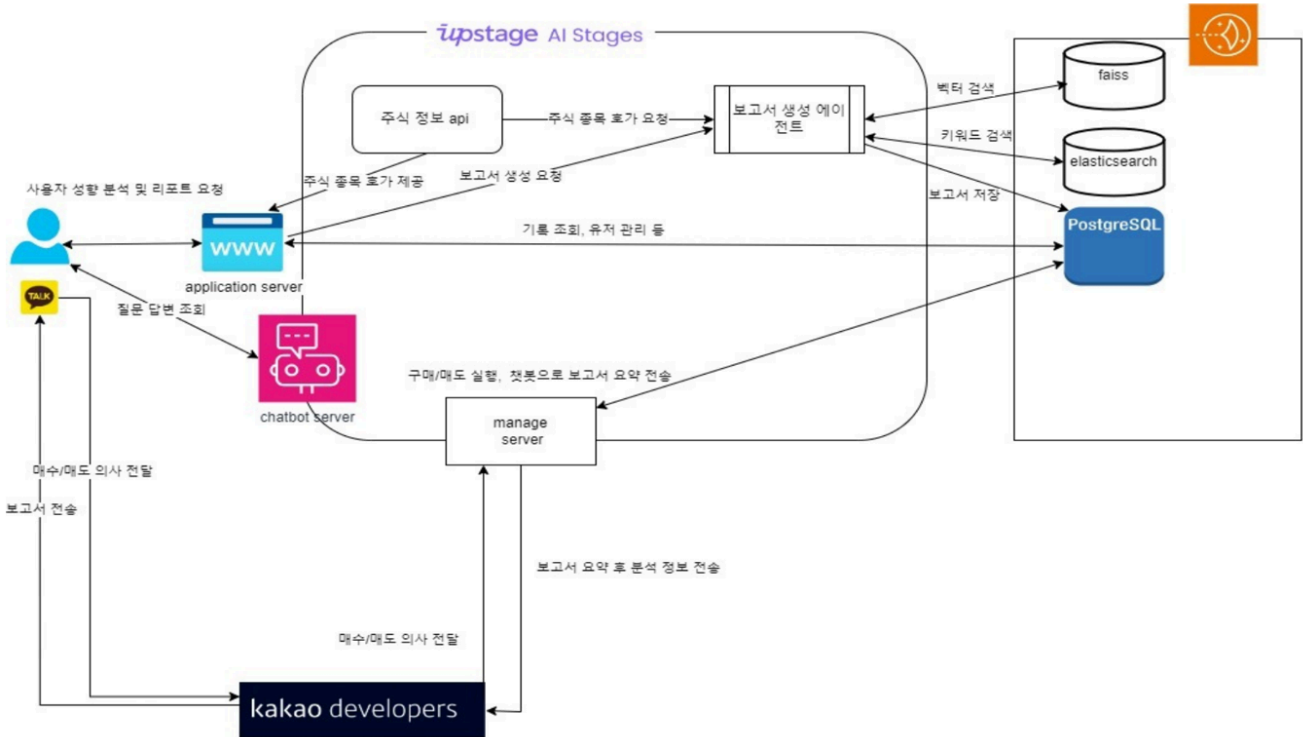 upstage AI Stages
faiss
벡터 검색
주식 정보 api
주식 종목 호가 요청
보고서 생성 에이
전트
키워드 검색
elasticsearch
사용자 성향 분석 및 리포트 요청
주식 종목 호가 제공
보고서 생성 요청
보고서 저장
PostgreSQL
www
기록 조회, 유저 관리 등
application server
TALK
질문 답변 조회
구매/매도 실행, 챗봇으로 보고서 요약 전송
chatbot server
manage
server
매수/매도 의사 전달
보고서 전송
보고서 요약 후 분석 정보 전송
매수/매도 의사 전달
kakao developers